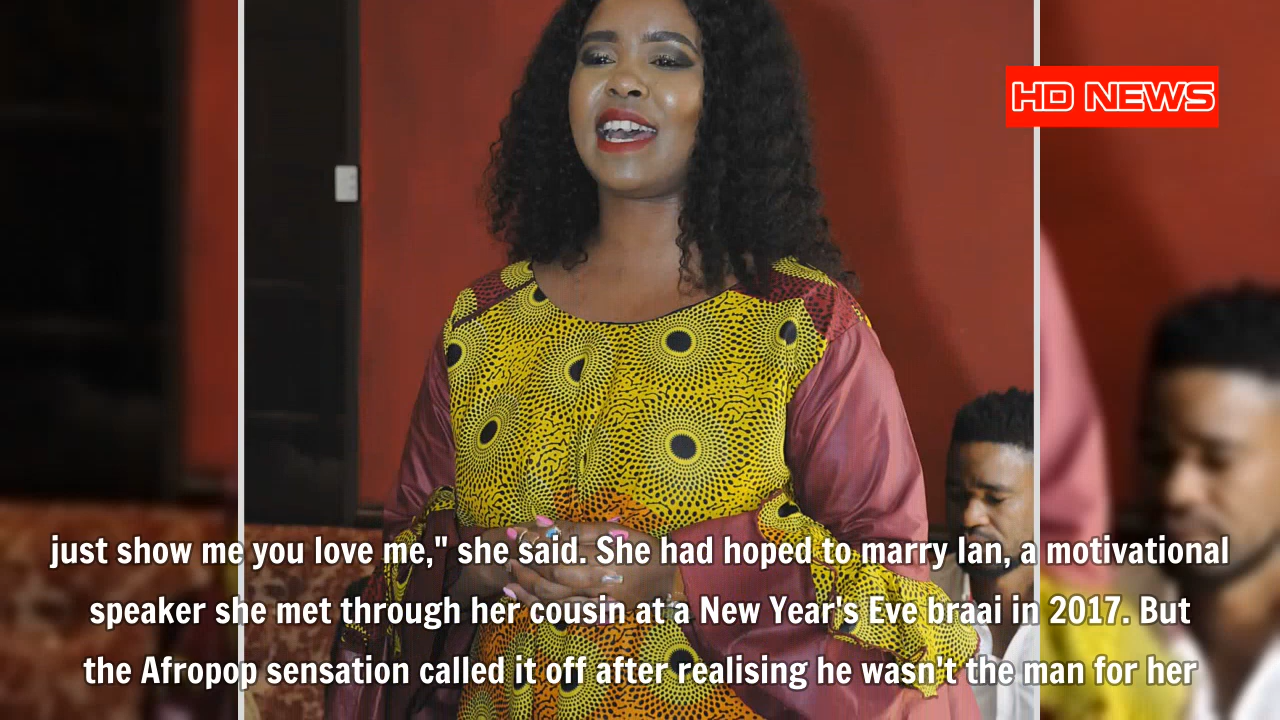 HD NEWS
just show me you love me," she said. She had hoped to marry Ian, a motivational
speaker she met through her cousin at a New Year's Eve braai in 2017. But
the Afropop sensation called it off after realising he wasn't the man for her